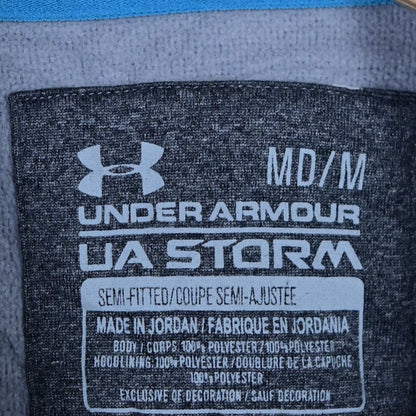 MD/M
UNDER ARMOUR
UA STORM
SEMI-FITTED/COUPE SEMI-AJUSTÉE
MADE IN JORDAN / FABRIQUE EN JORDANIA
BODY / CORPS: 100% POLYESTER / 100% POLYESTER
HOOD LINING: 100% POLYESTER / DOUBLURE DE LA CAPUCHE
100% POLYESTER
EXCLUSIVE OF DECORATION / SAUF DÉCORATION